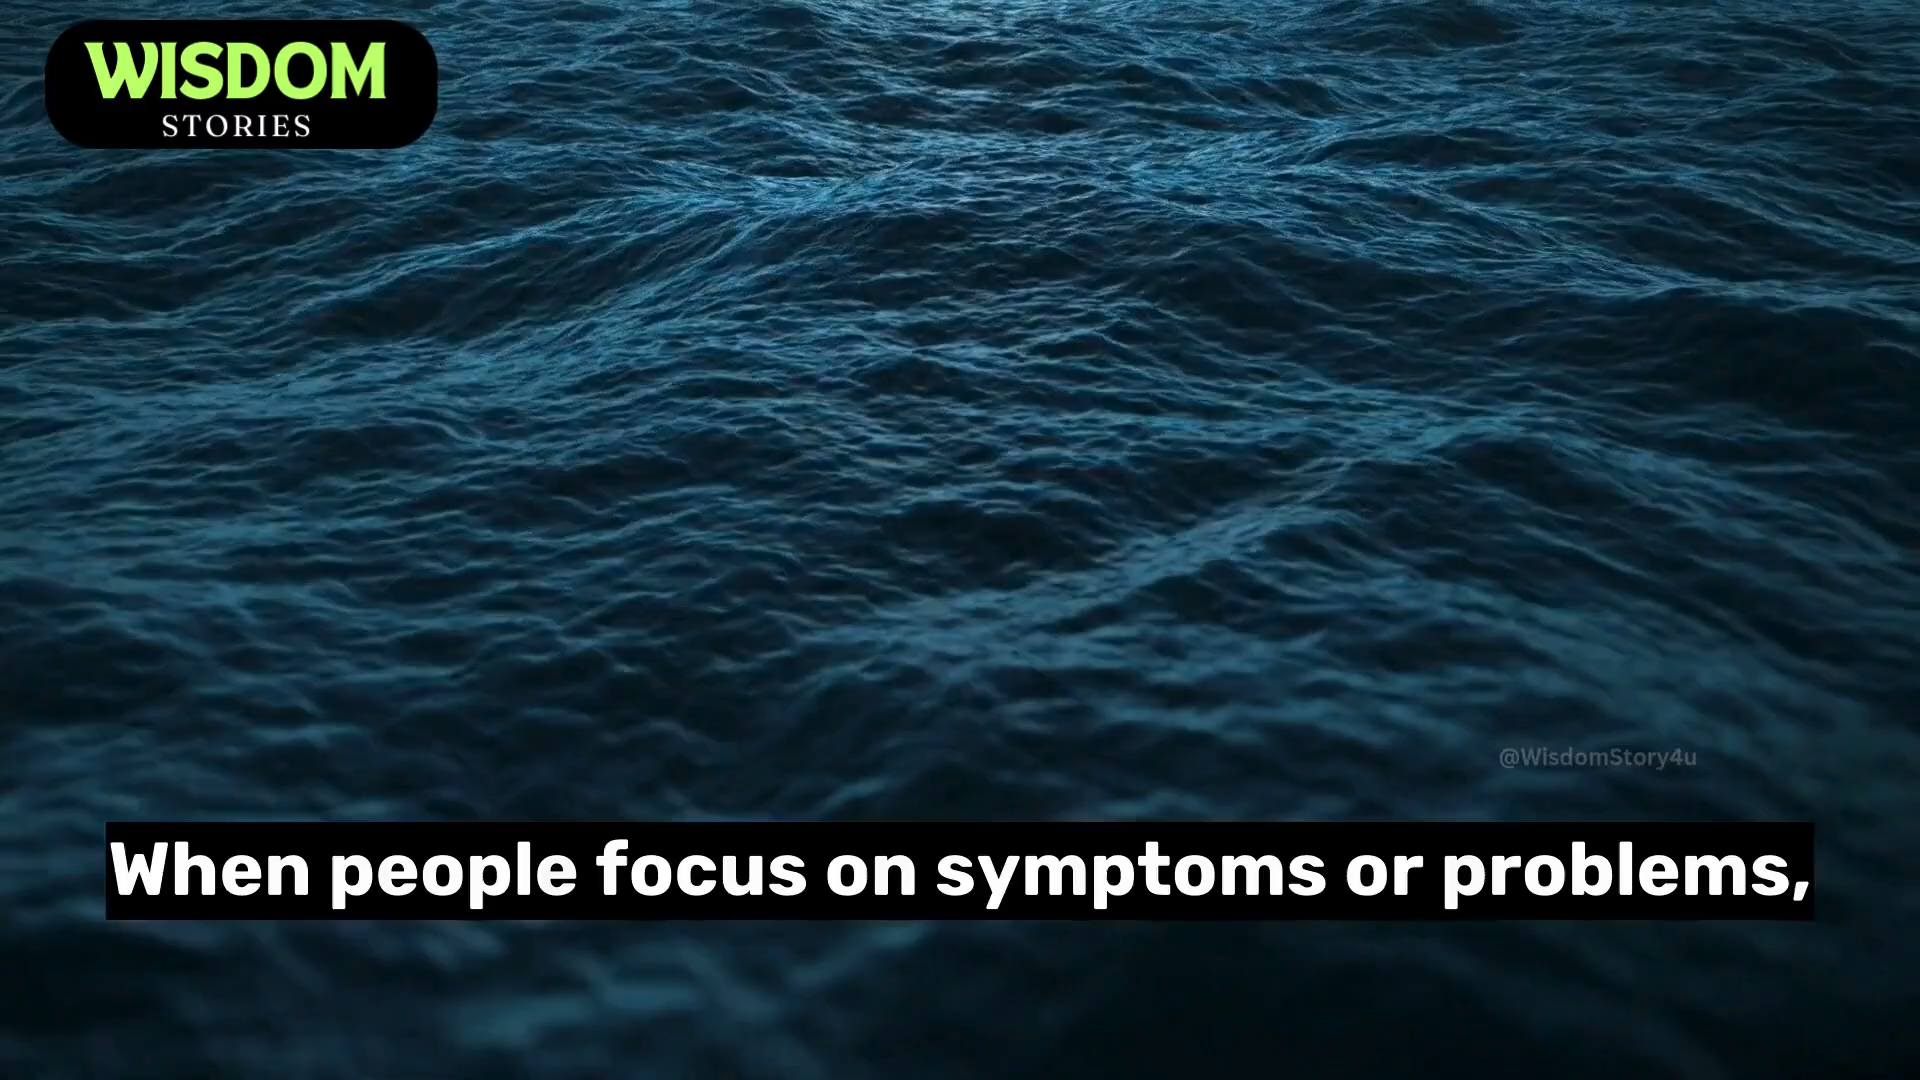 WISDOM
STORIES
@WisdomStory4u
When people focus on symptoms or problems,